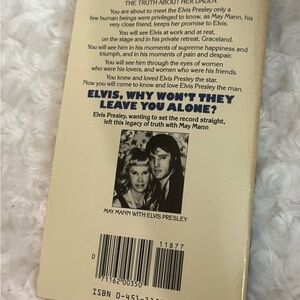 THE TRUTH ABOUT HER DADDY.
You are about to meet the Elvis Presley only a
few human beings were privileged to know, as May Mann, his
very close friend, keeps her promise to Elvis.
You will see Elvis at work and at rest,
on the stage and in his private retreat, Graceland.
You will see him in his moments of supreme happiness and
triumph, and in his moments of pain and despair.
You will see him through the eyes of women
who were his lovers, and women who were his friends.
You knew and loved Elvis Presley the star.
Now you will come to know and love Elvis Presley the man.
ELVIS, WHY WON'T THEY
LEAVE YOU ALONE?
Elvis Presley, wanting to set the record straight,
left this legacy of truth with May Mann
MAY MANN WITH ELVIS PRESLEY
11877
0
71162 00350
ISBN 0-451-11